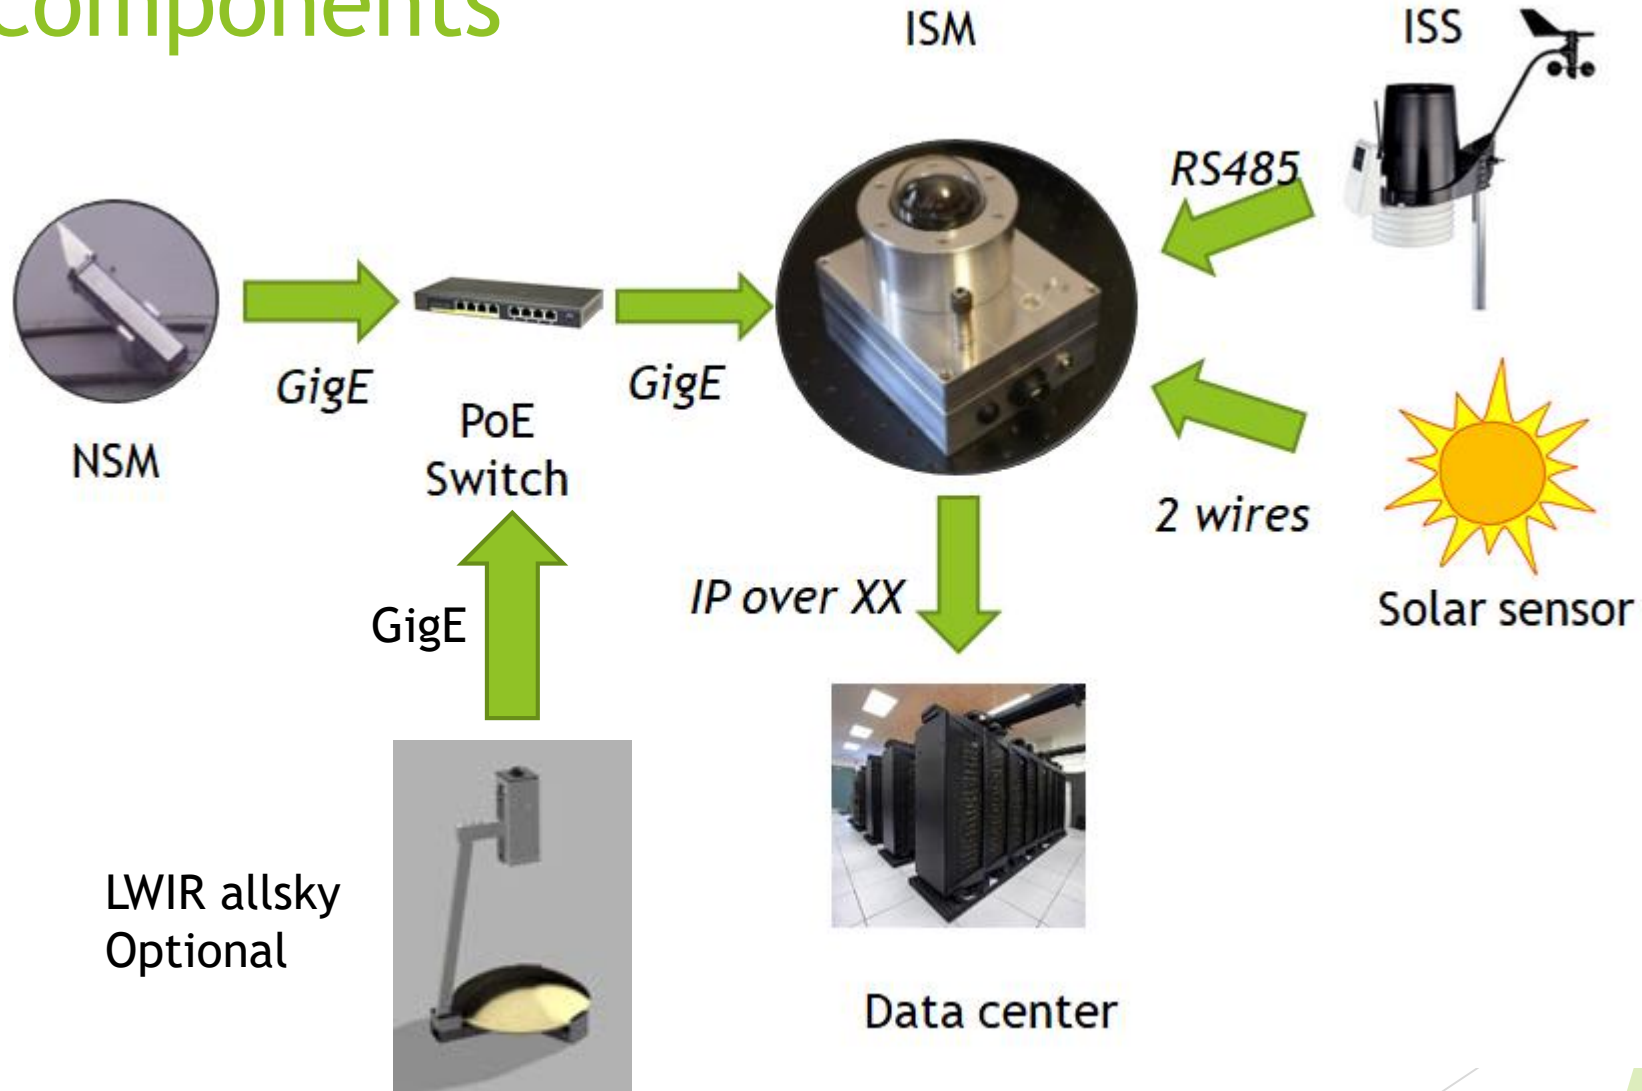 Components
ISM
ISS
RS485
GigE
GigE
NSM
PoE
Switch
2 wires
IP over XX
GigE
Solar sensor
LWIR allsky
Optional
Data center